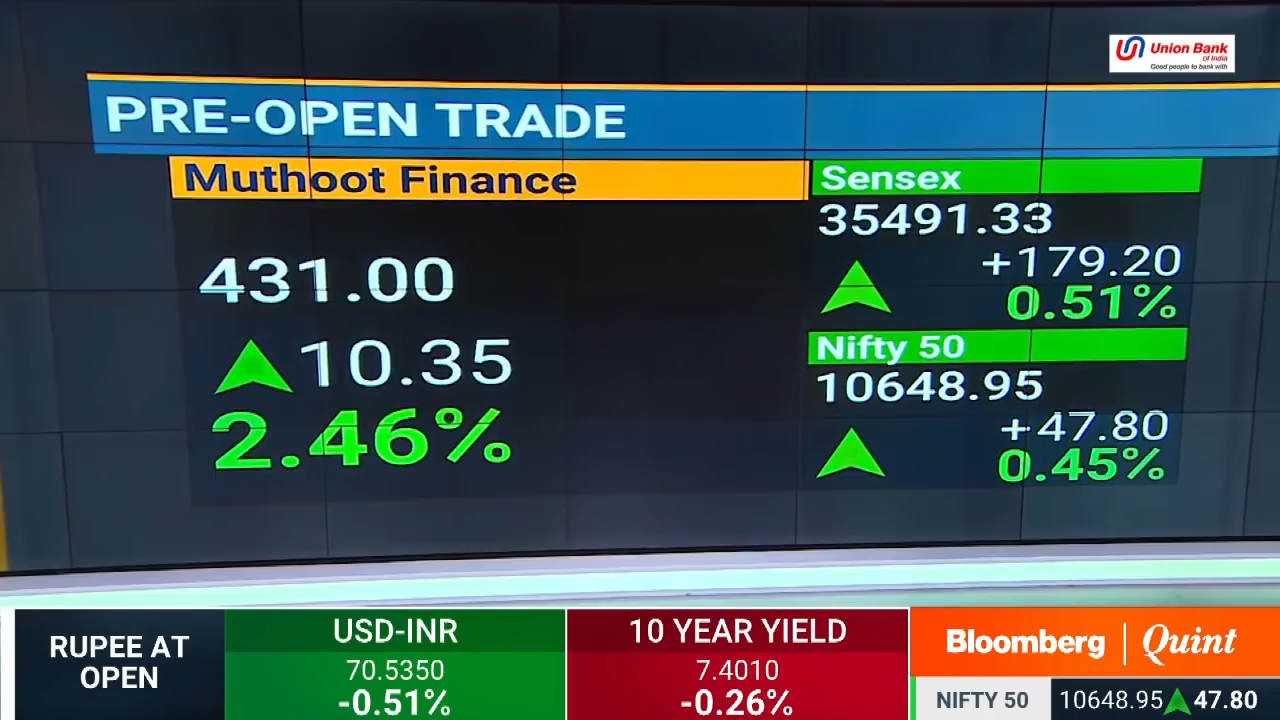 Union Bank
of India
Good people to bank with
PRE-OPEN TRADE
Muthoot Finance
431.00
10.35
2.46%
Sensex
35491.33
+179.20
0.51%
Nifty 50
10648.95
+47.80
0.45%
RUPEE AT
OPEN
USD-INR
70.5350
-0.51%
10 YEAR YIELD
7.4010
-0.26%
Bloomberg | Quint
NIFTY 50 10648.95 47.80